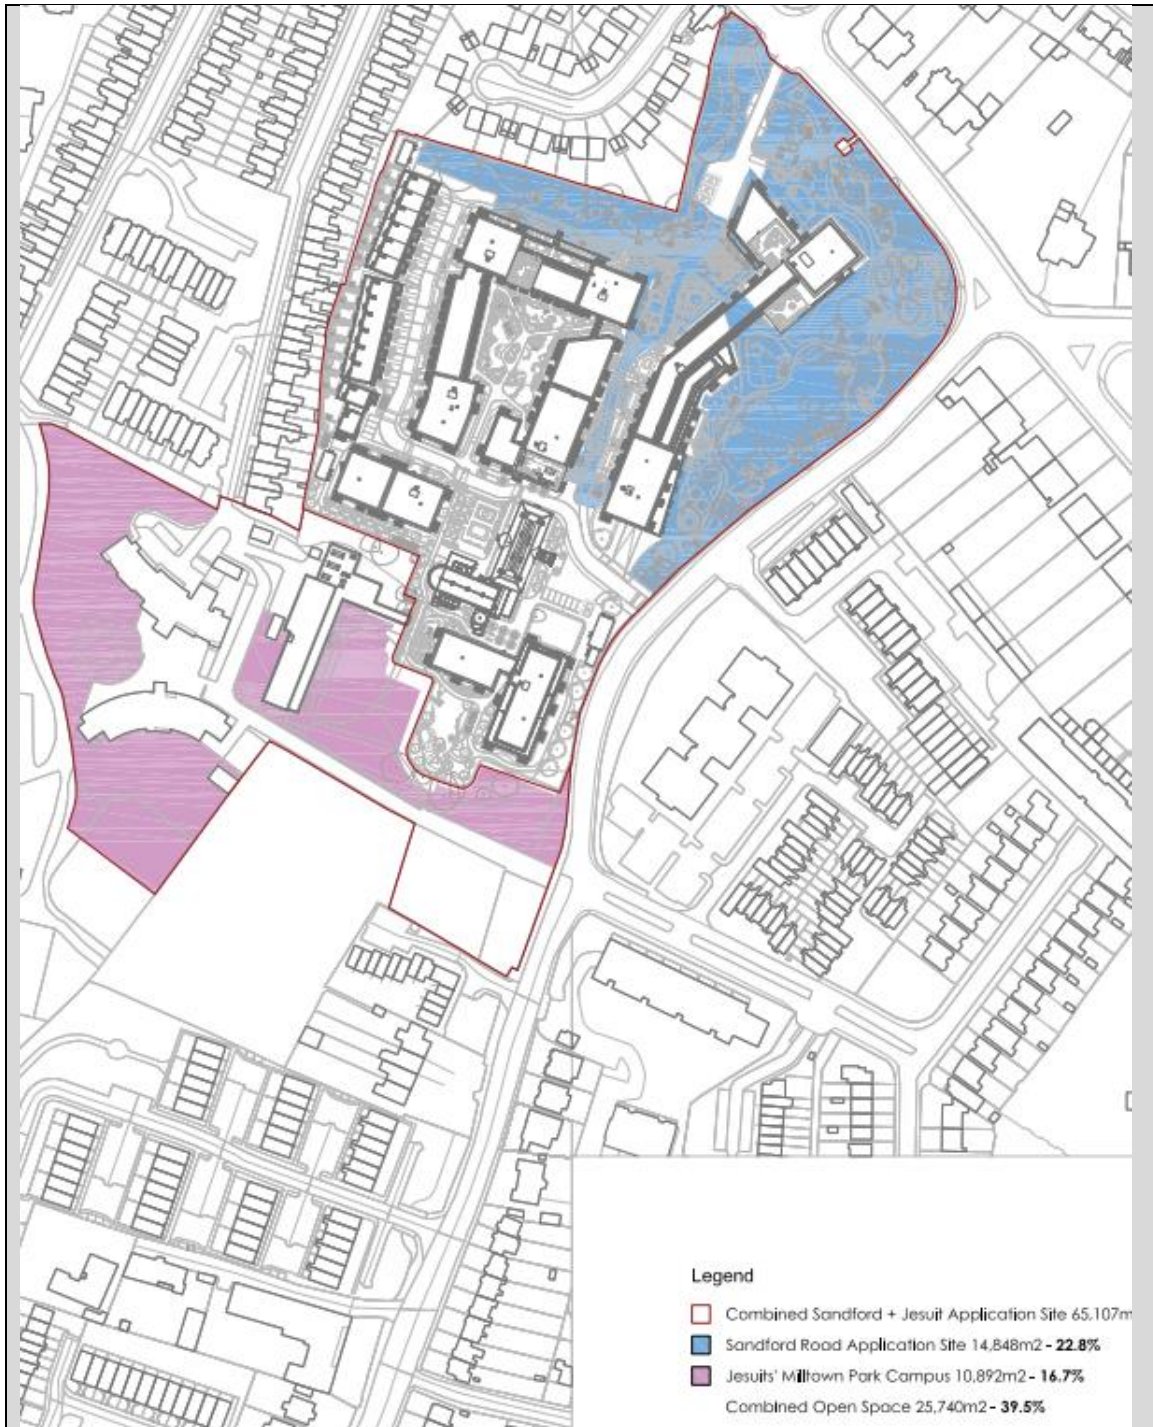 Legend
Combined Sandford + Jesuit Application Site 65,107m
Sandford Road Application Site 14,848m2 - 22.8%
Jesuits' Milltown Park Campus 10,892m2 - 16.7%
Combined Open Space 25,740m2 - 39.5%